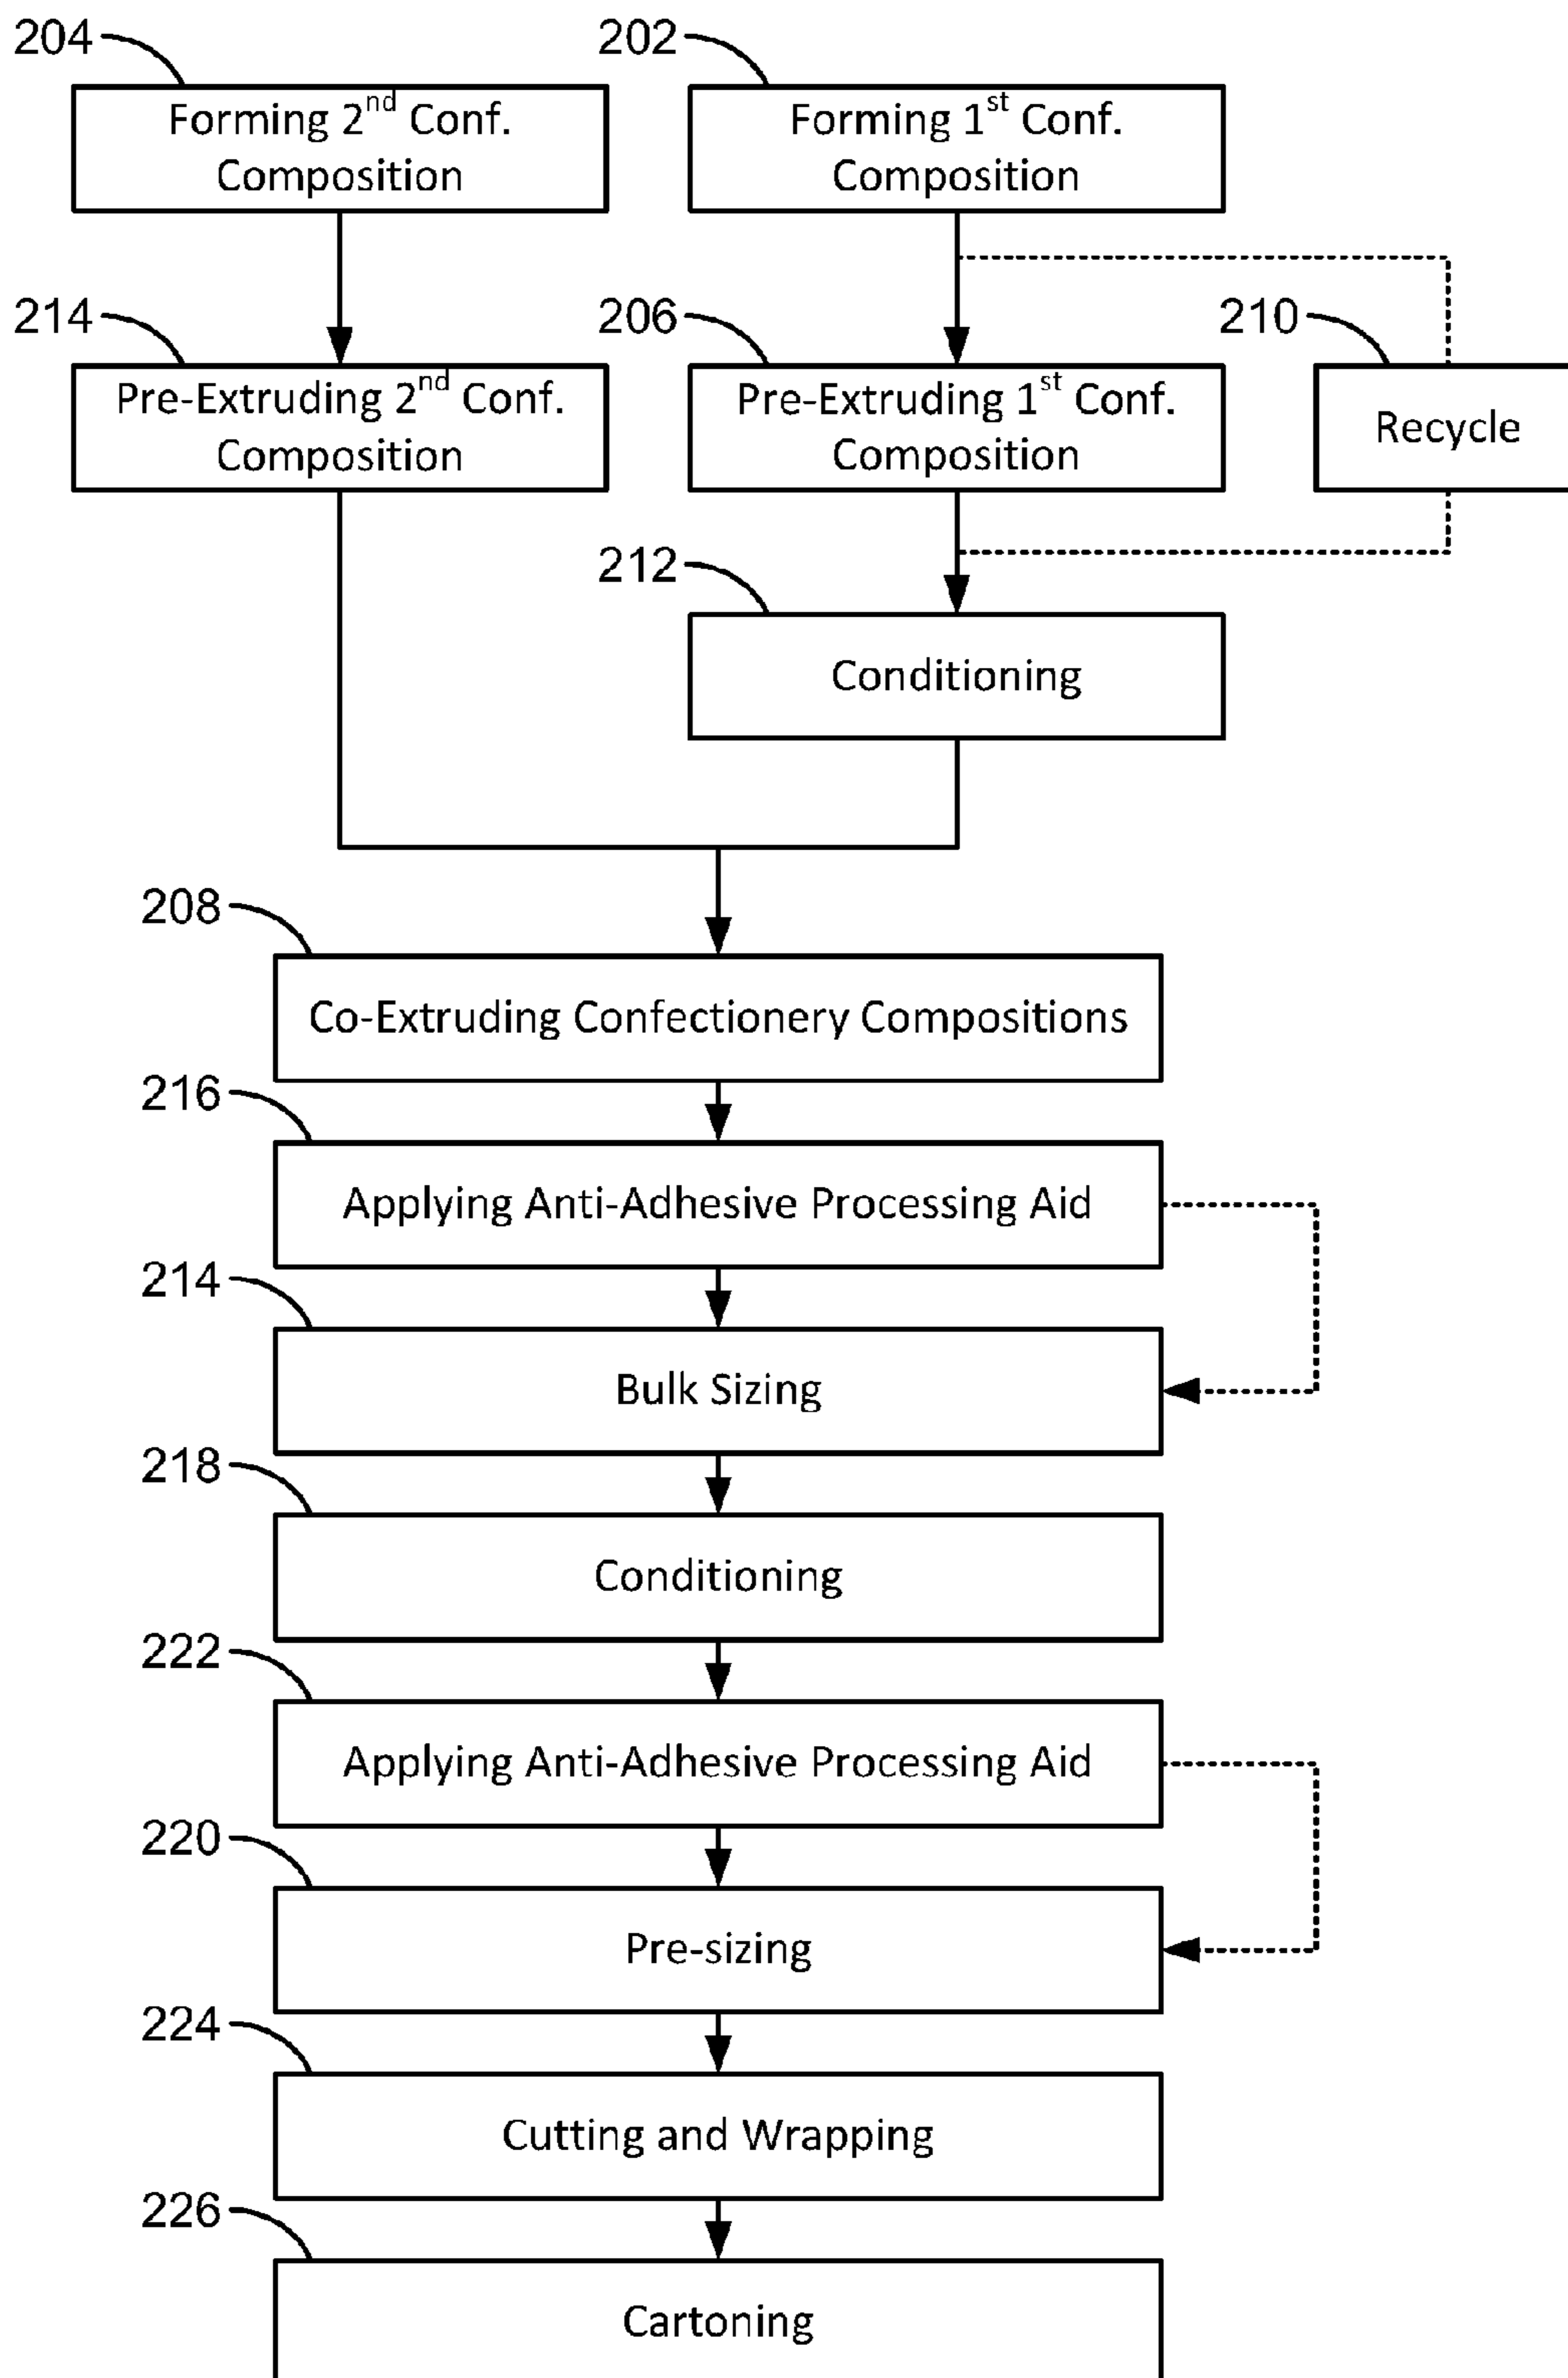 204
202
Forming 2nd Conf.
Composition
Forming 1st Conf.
Composition
214
206
210
Pre-Extruding 2nd Conf.
Composition
Pre-Extruding 1st Conf.
Composition
Recycle
212
Conditioning
208
Co-Extruding Confectionery Compositions
216
Applying Anti-Adhesive Processing Aid
214
Bulk Sizing
218
Conditioning
222
Applying Anti-Adhesive Processing Aid
220
Pre-sizing
224
Cutting and Wrapping
226
Cartoning